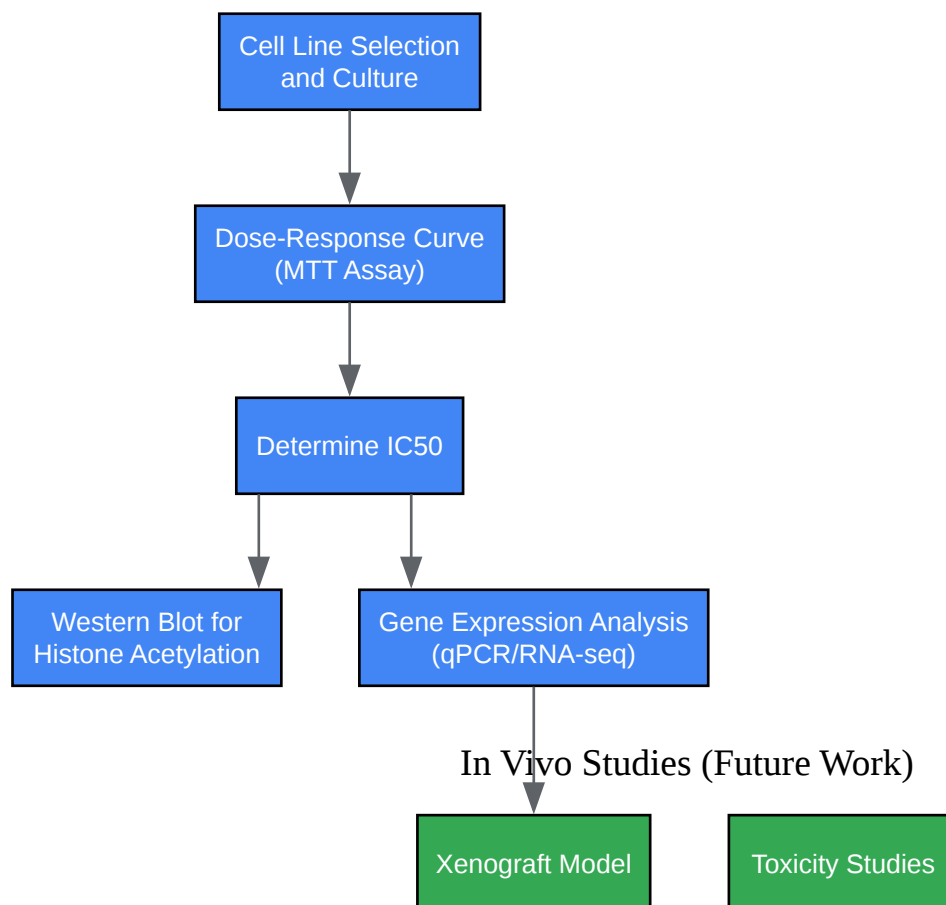 Cell Line Selection
and Culture
Dose-Response Curve
(MTT Assay)
Determine IC50
Western Blot for
Histone Acetylation
Gene Expression Analysis
(qPCR/RNA-seq)
In Vivo Studies (Future Work)
Xenograft Model
Toxicity Studies